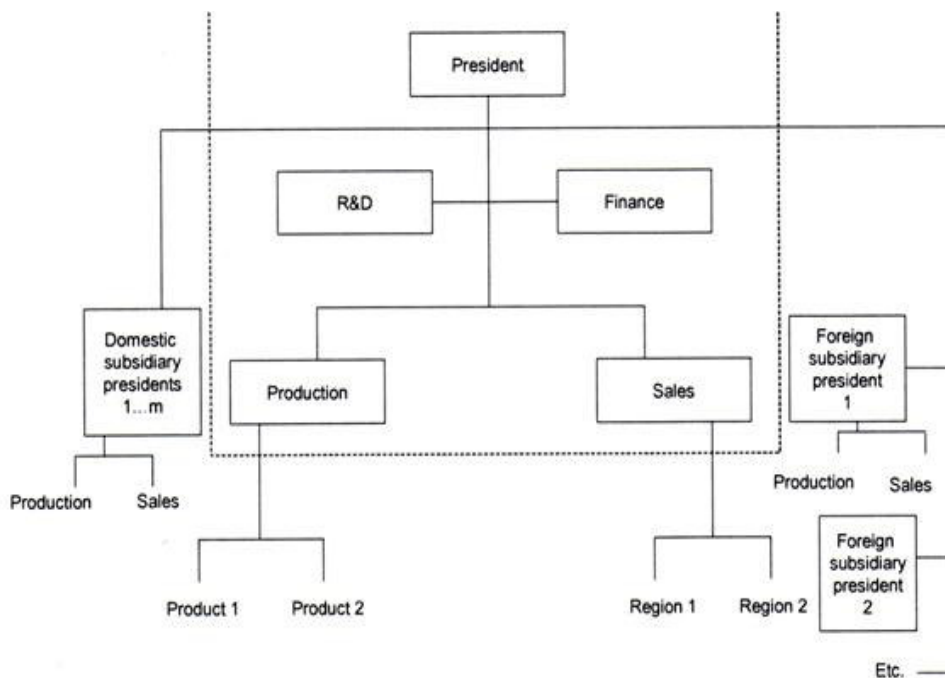 President
R&D
Finance
Domestic
subsidiary
presidents
1...m
Production
Sales
Foreign
subsidiary
president
1
Production
Sales
Production
Sales
Foreign
subsidiary
president
2
Product 1
Product 2
Region 1
Region 2
Etc.